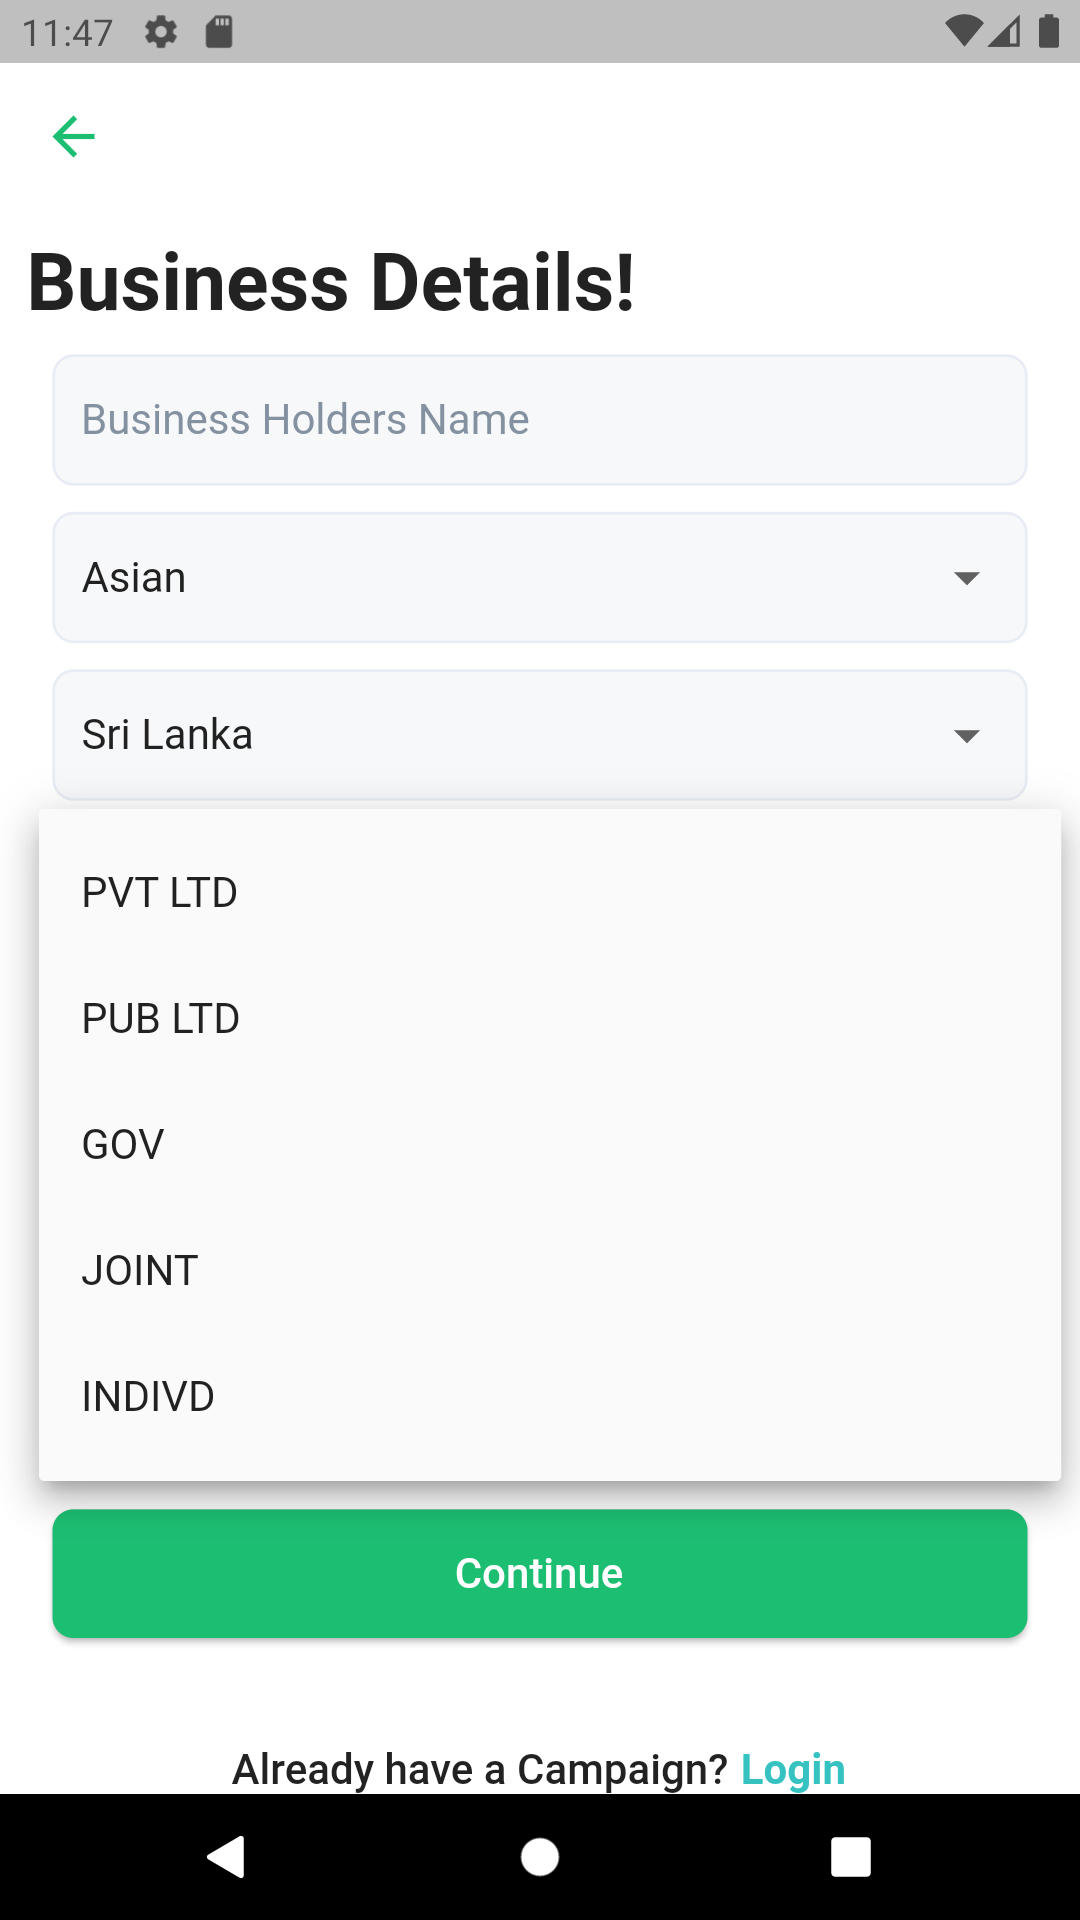 11:47
Business Details!
Business Holders Name
Asian
Sri Lanka
PVT LTD
PUB LTD
GOV
JOINT
INDIVD
Continue
Already have a Campaign? Login